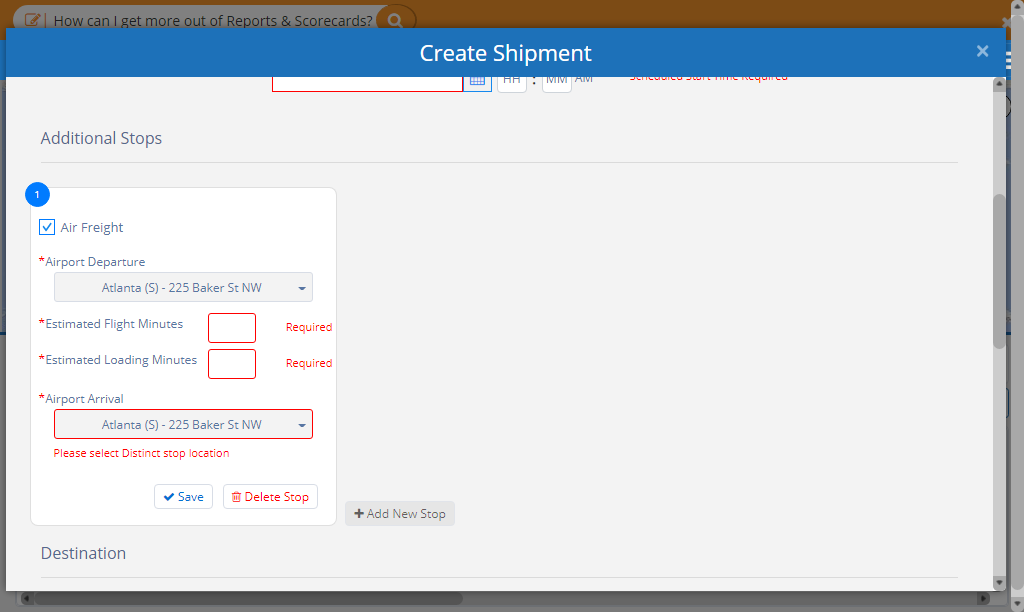 How can I get more out of Reports & Scorecards?
Create Shipment ×
HH : MM AM Scheduled Start Time Required
Additional Stops
1
Air Freight
*Airport Departure
Atlanta (S) - 225 Baker St NW
*Estimated Flight Minutes Required
*Estimated Loading Minutes Required
*Airport Arrival
Atlanta (S) - 225 Baker St NW
Please select Distinct stop location
Save Delete Stop
Add New Stop
Destination